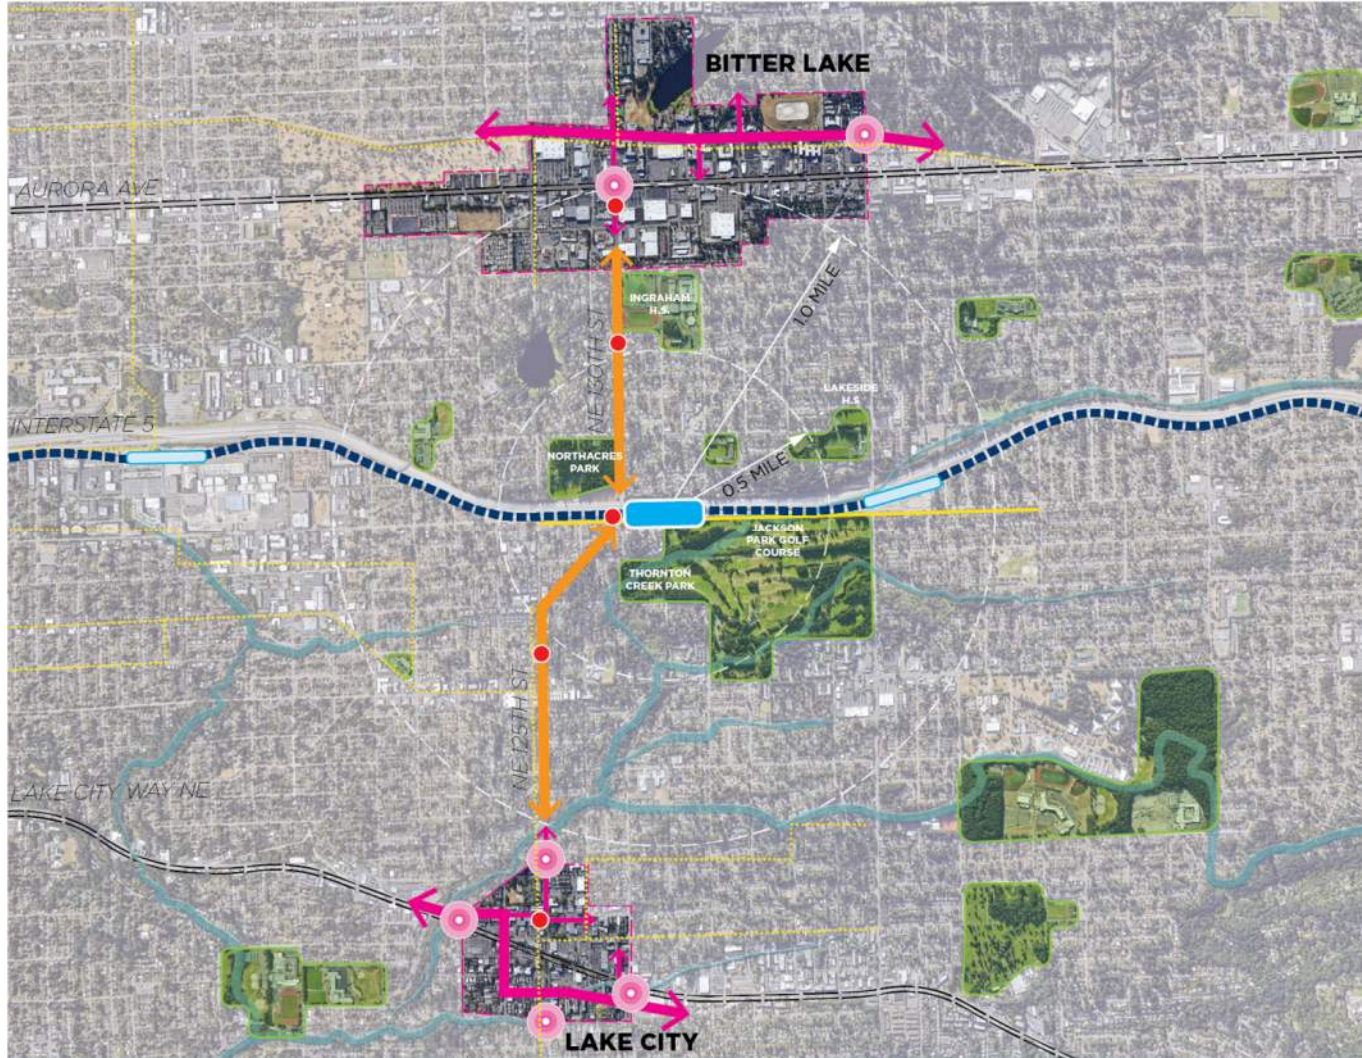 BITTER LAKE
AURORA AVE
INGRAHAM
H.S.
1.0 MILE
NE 130TH ST
LAKESIDE
H.S
INTERSTATE 5
NORTHACRES
PARK
0.5 MILE
JACKSON
PARK GOLF
COURSE
THORNTON
CREEK PARK
NE 125TH ST
LAKE CITY WAY NE
LAKE CITY